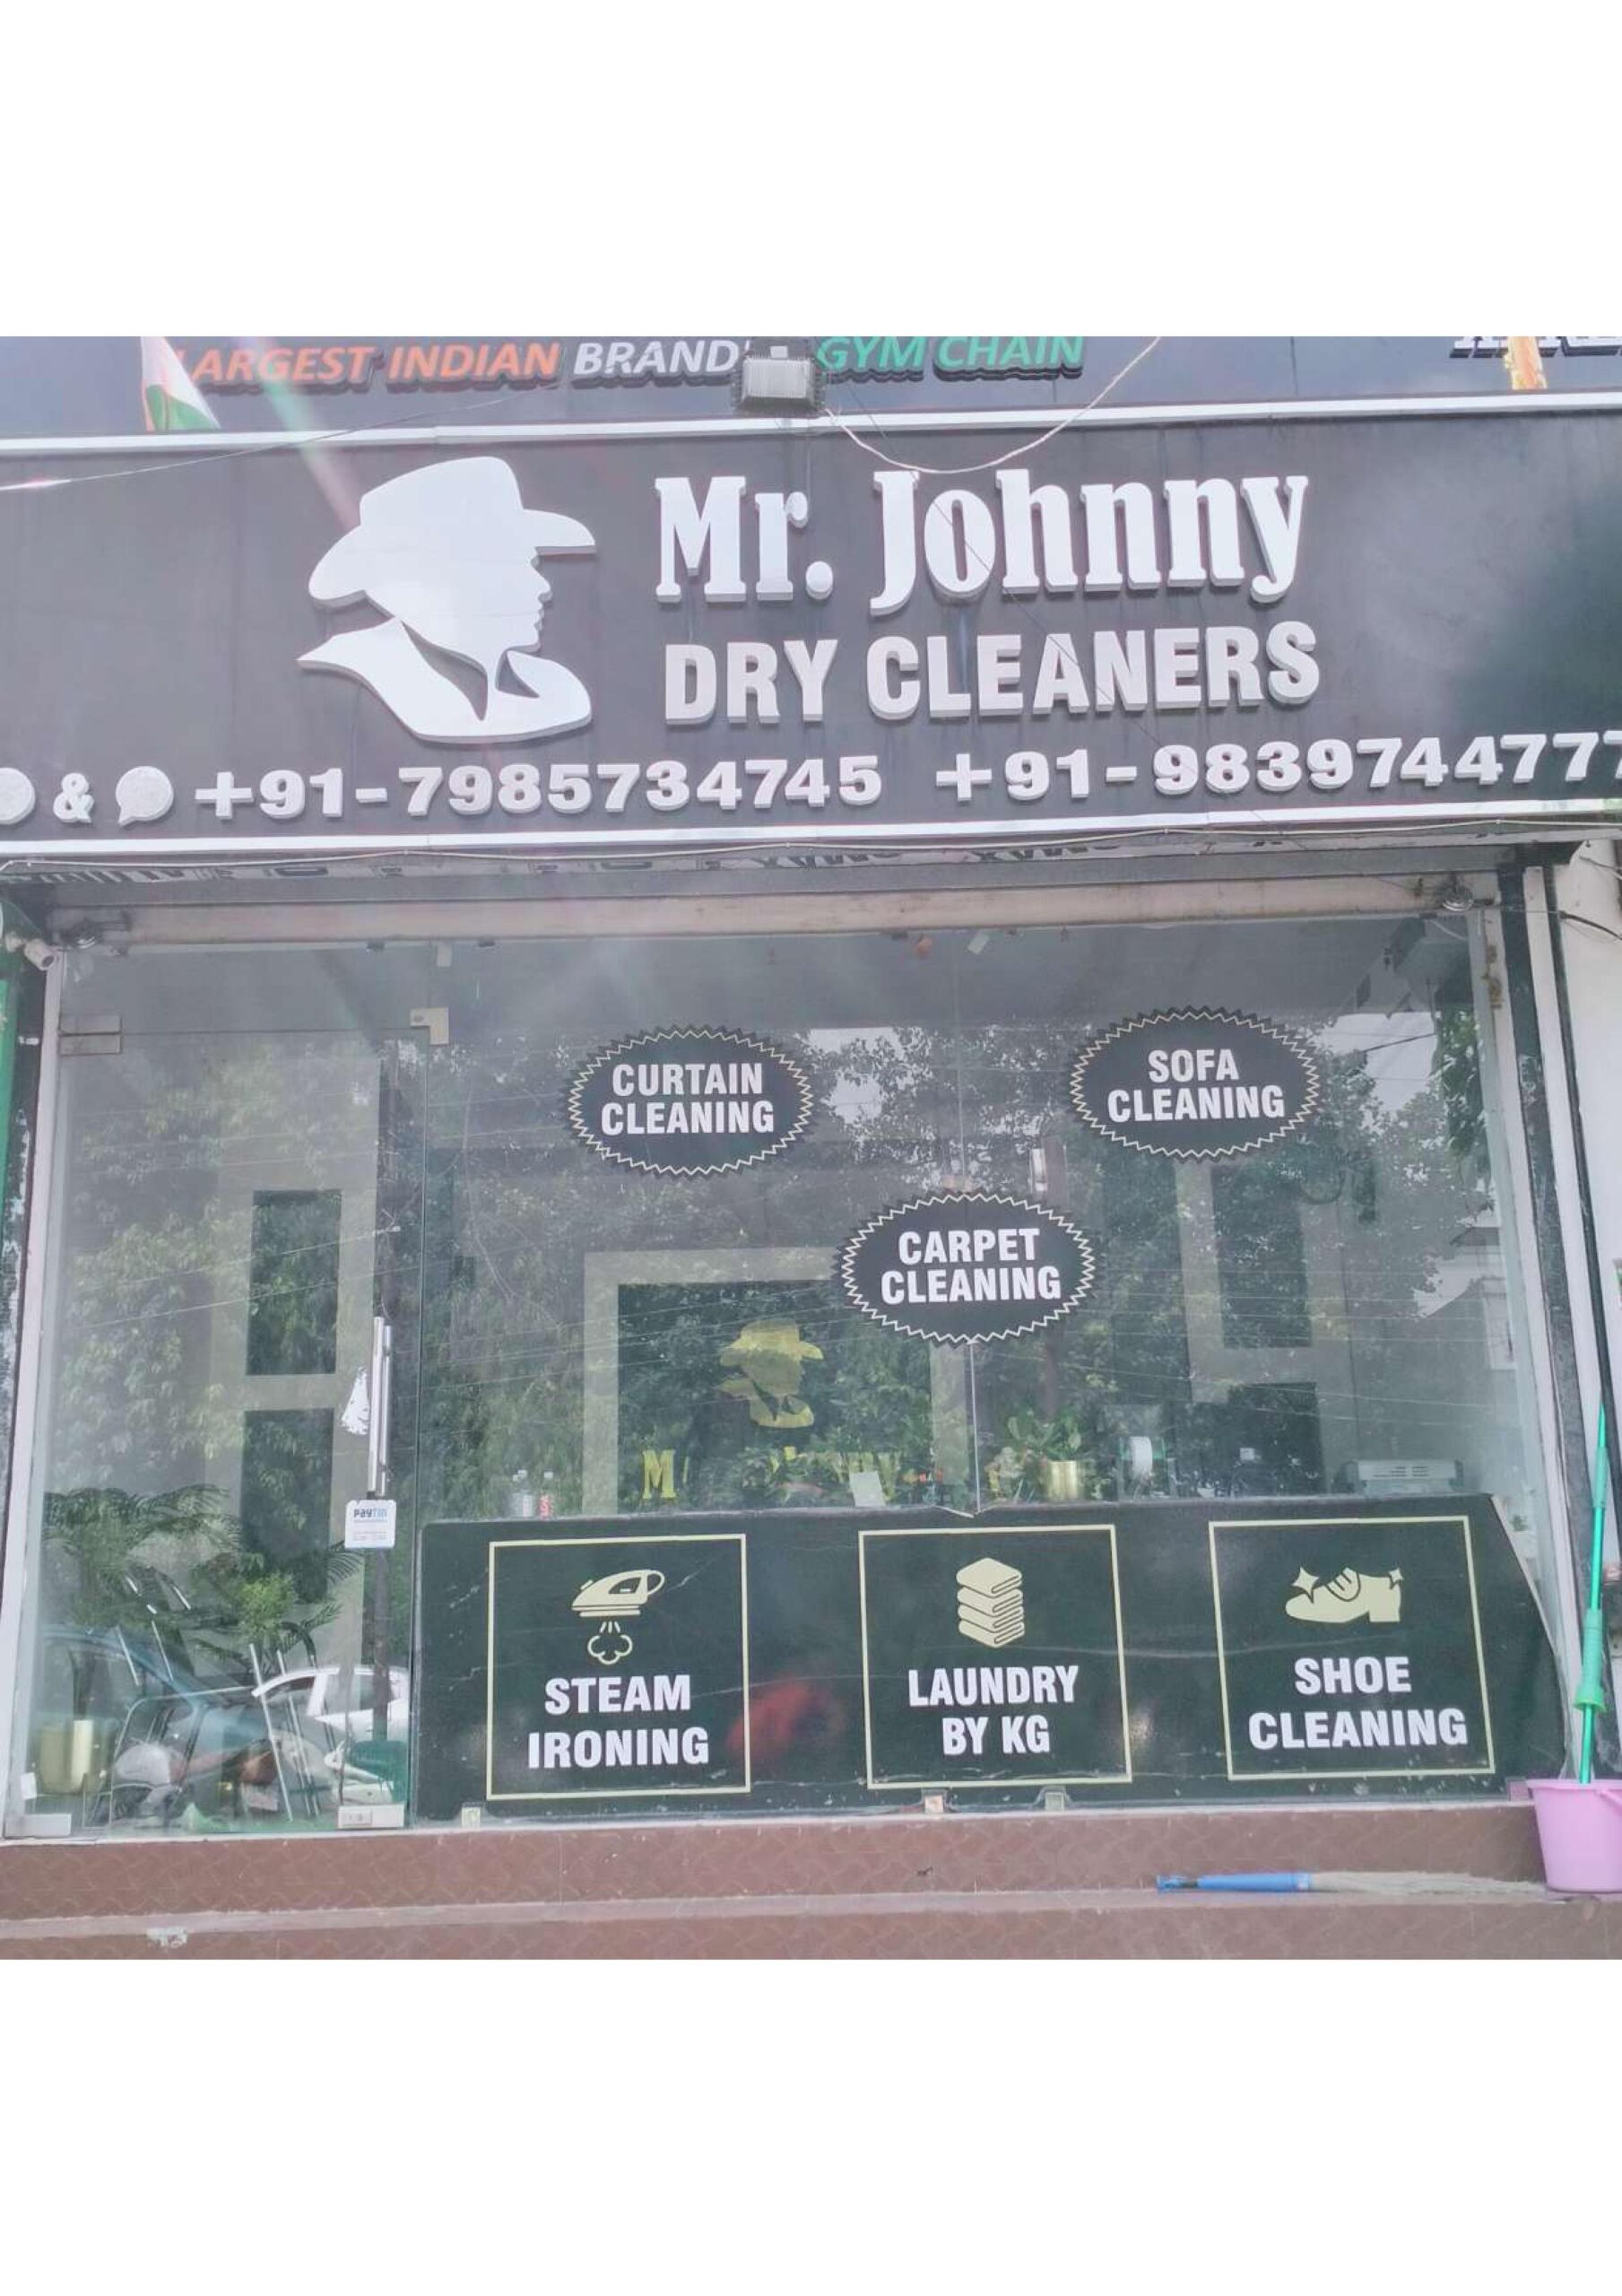 LARGEST INDIAN BRAND' GYM CHAIN
Mr. Johnny
DRY CLEANERS
& +91-7985734745 +91-9839744777
CURTAIN
CLEANING
SOFA
CLEANING
CARPET
CLEANING
paytm
STEAM
IRONING
LAUNDRY
BY KG
SHOE
CLEANING